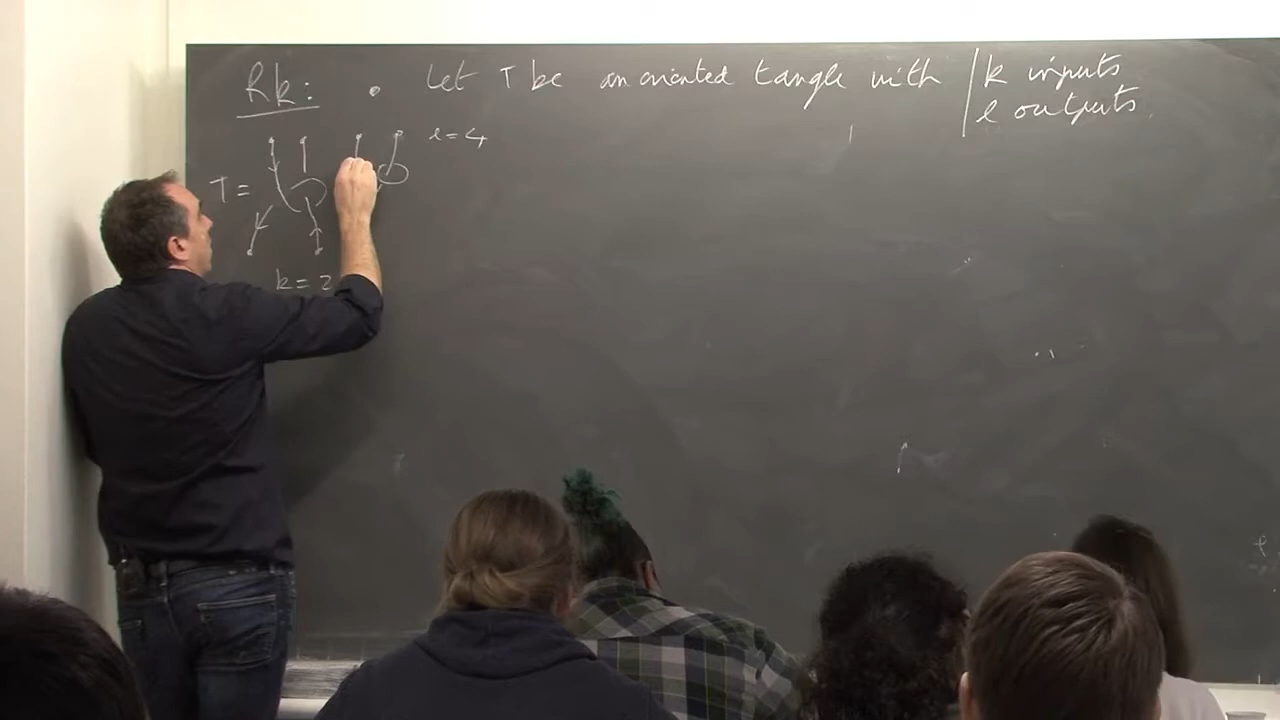 Rk: • Let T be an oriented tangle with | k inputs
l outputs.
l = 4
T =
k = 2